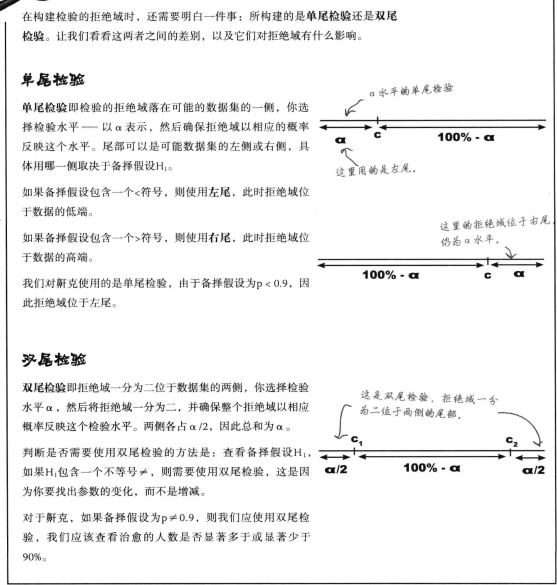 在构建检验的拒绝域时，还需要明白一件事；所构建的是单尾检验还是双尾
检验。让我们看看这两者之间的差别，以及它们对拒绝域有什么影响。
单尾检验
单尾检验即检验的拒绝域落在可能的数据集的一侧，你选
择检验水平——以α表示，然后确保拒绝域以相应的概率
反映这个水平。尾部可以是可能数据集的左侧或右侧，具
体用哪一侧取决于备择假设H₁。
如果备择假设包含一个<符号，则使用左尾，此时拒绝域位
于数据的低端。
如果备择假设包含一个>符号，则使用右尾，此时拒绝域位
于数据的高端。
我们对鼾克使用的是单尾检验，由于备择假设为p < 0.9，因
此拒绝域位于左尾。
α水平的单尾检验
α c 100% - α
这里用的是左尾。
这里的拒绝域位于右尾，
仍为α水平。
100% - α c α
双尾检验
双尾检验即拒绝域一分为二位于数据集的两侧，你选择检验
水平α，然后将拒绝域一分为二，并确保整个拒绝域以相应
概率反映这个检验水平。两侧各占α/2，因此总和为α。
判断是否需要使用双尾检验的方法是：查看备择假设H₁，
如果H₁包含一个不等号≠，则需要使用双尾检验，这是因
为你要找出参数的变化，而不是增减。
对于鼾克，如果备择假设为p≠0.9，则我们应使用双尾检
验，我们应该查看治愈的人数是否显著多于或显著少于
90%。
这是双尾检验，拒绝域一分
为二位于两侧的尾部。
c₁ c₂
α/2 100% - α α/2